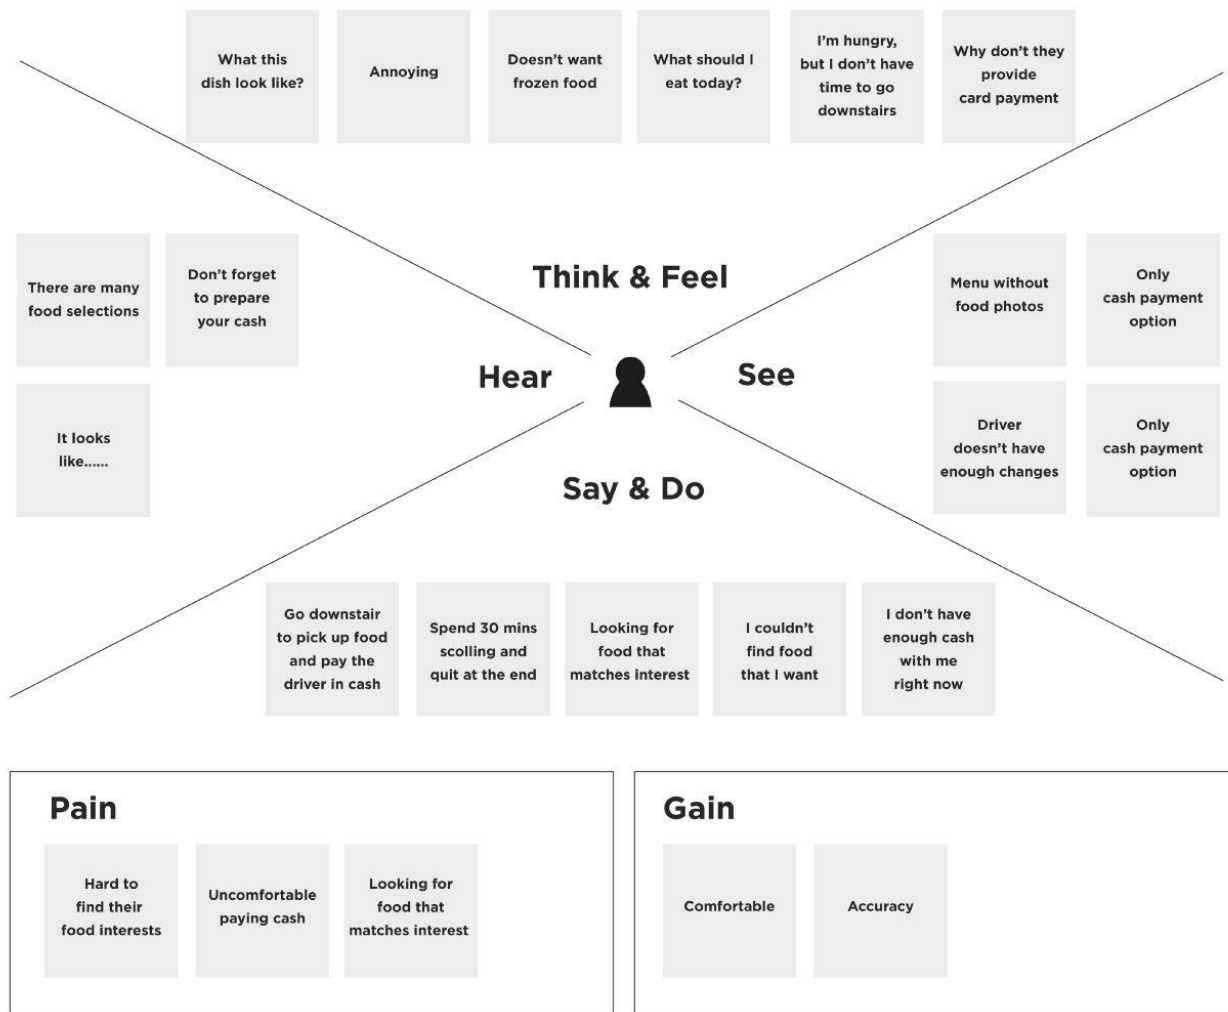 What this
dish look like?
Annoying
Doesn't want
frozen food
What should I
eat today?
I'm hungry,
but I don't have
time to go
downstairs
Why don't they
provide
card payment
Think & Feel
There are many
food selections
Don't forget
to prepare
your cash
It looks
like......
Hear
See
Menu without
food photos
Only
cash payment
option
Driver
doesn't have
enough changes
Only
cash payment
option
Say & Do
Go downstair
to pick up food
and pay the
driver in cash
Spend 30 mins
scolling and
quit at the end
Looking for
food that
matches interest
I couldn't
find food
that I want
I don't have
enough cash
with me
right now
Pain
Hard to
find their
food interests
Uncomfortable
paying cash
Looking for
food that
matches interest
Gain
Comfortable
Accuracy